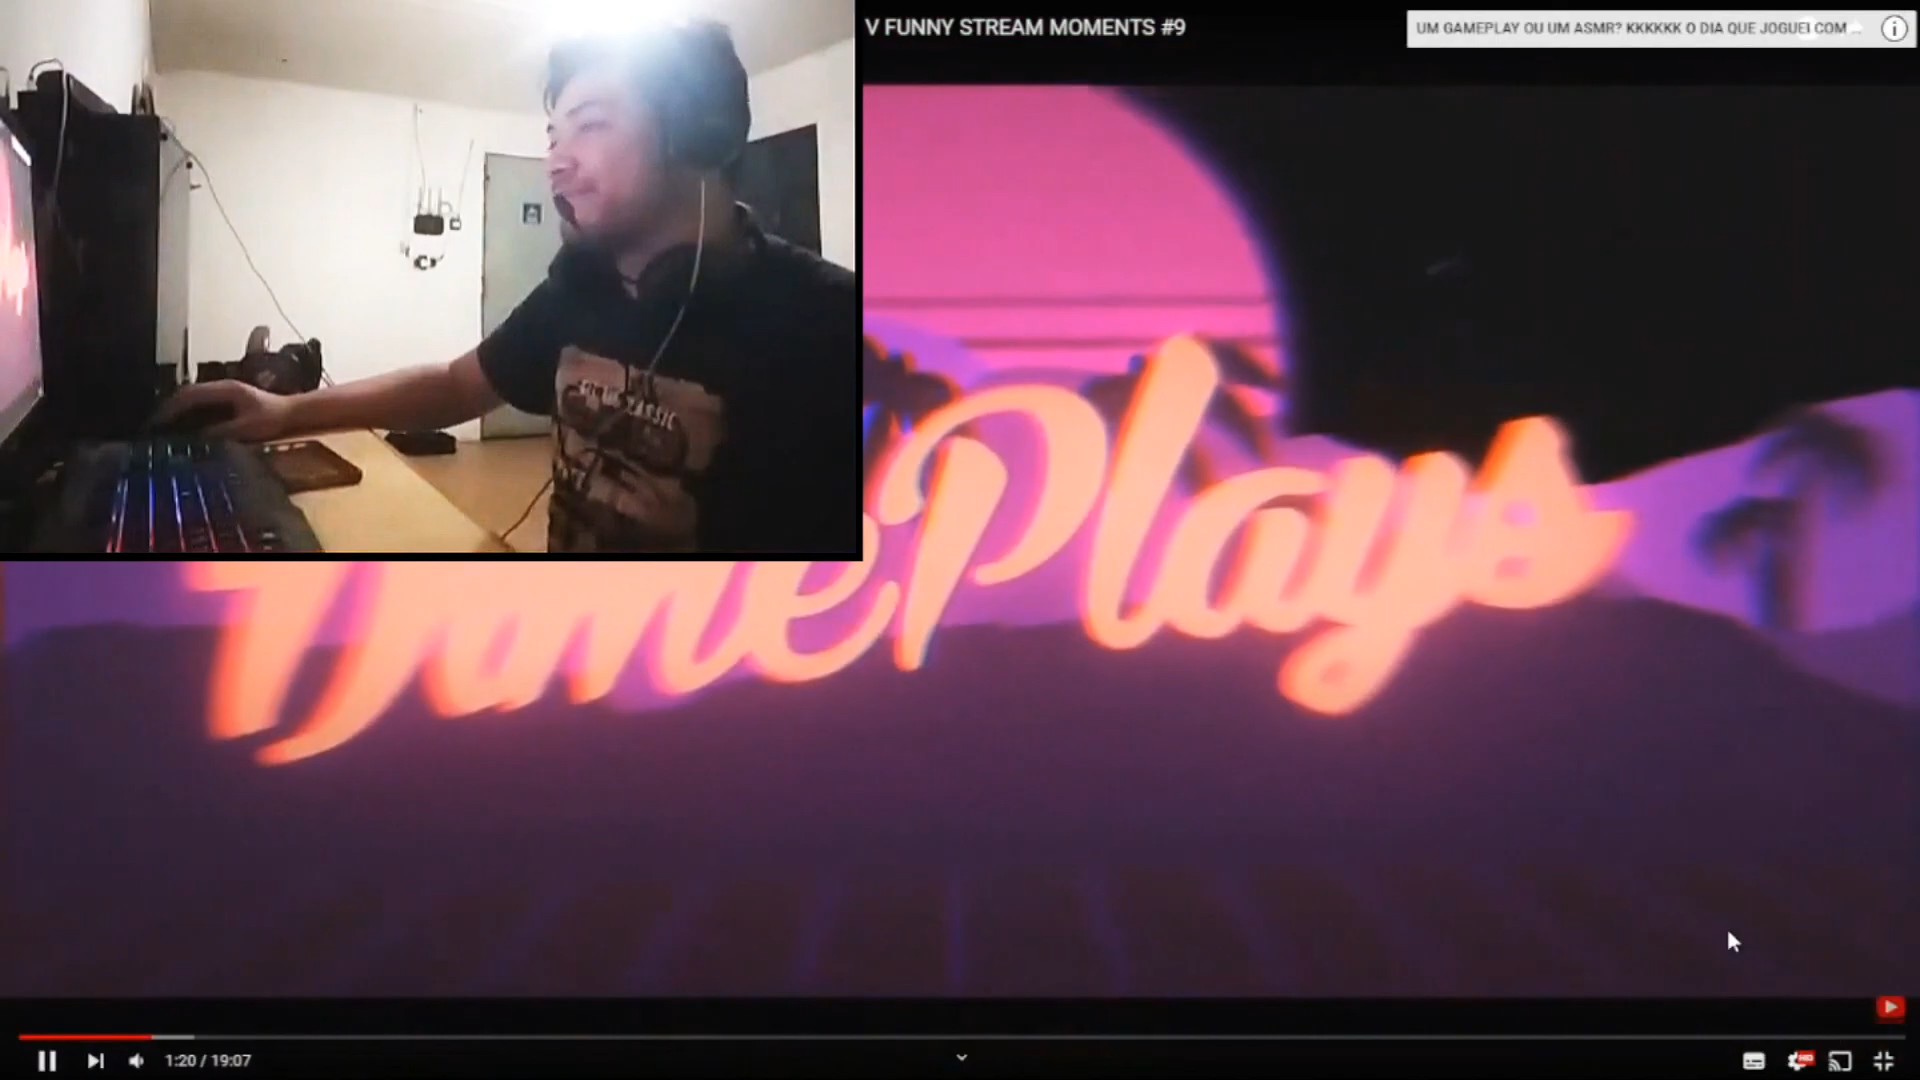 V FUNNY STREAM MOMENTS #9
UM GAMEPLAY OU UM ASMR? KKKKKK O DIA QUE JOGUEI COM
Plays
1:20 / 19:07
HD